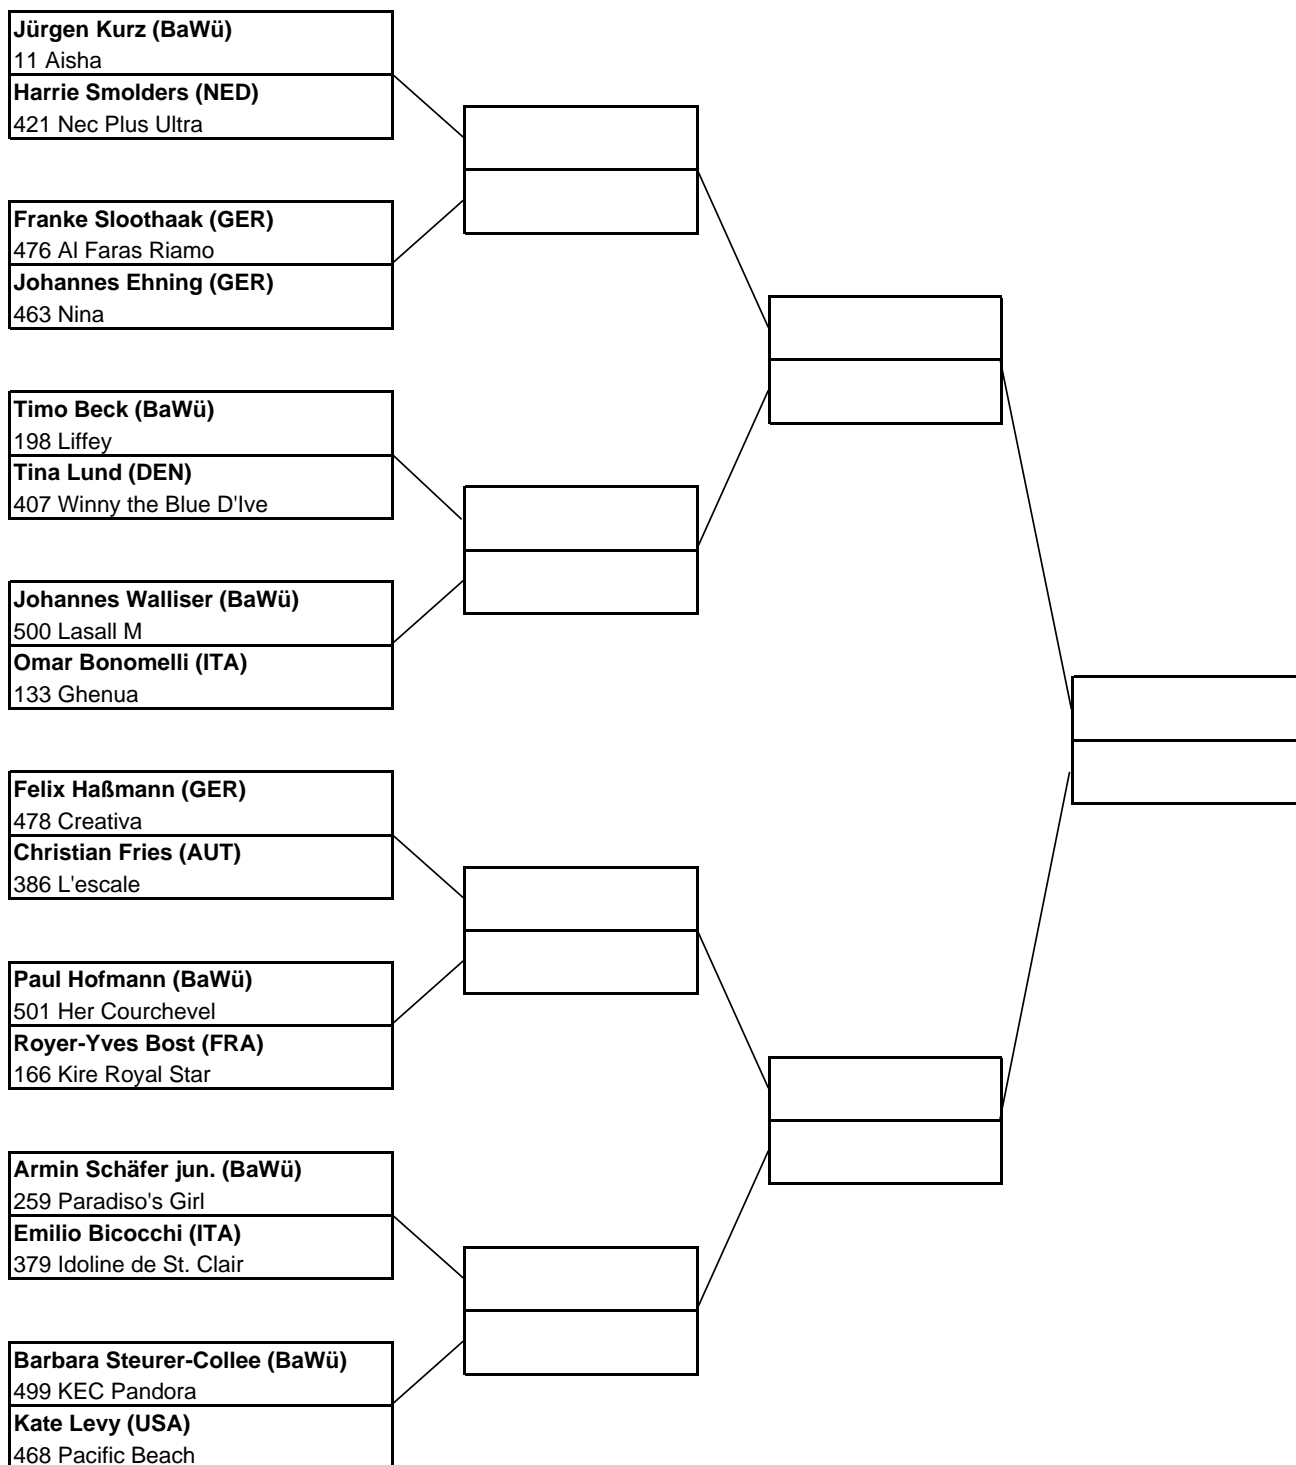 Jürgen Kurz (BaWü)
11 Aisha
Harrie Smolders (NED)
421 Nec Plus Ultra
Franke Sloothaak (GER)
476 Al Faras Riamo
Johannes Ehning (GER)
463 Nina
Timo Beck (BaWü)
198 Liffey
Tina Lund (DEN)
407 Winny the Blue D'Ive
Johannes Walliser (BaWü)
500 Lasall M
Omar Bonomelli (ITA)
133 Ghenua
Felix Haßmann (GER)
478 Creativa
Christian Fries (AUT)
386 L'escale
Paul Hofmann (BaWü)
501 Her Courchevel
Royer-Yves Bost (FRA)
166 Kire Royal Star
Armin Schäfer jun. (BaWü)
259 Paradiso's Girl
Emilio Bicocchi (ITA)
379 Idoline de St. Clair
Barbara Steurer-Collee (BaWü)
499 KEC Pandora
Kate Levy (USA)
468 Pacific Beach